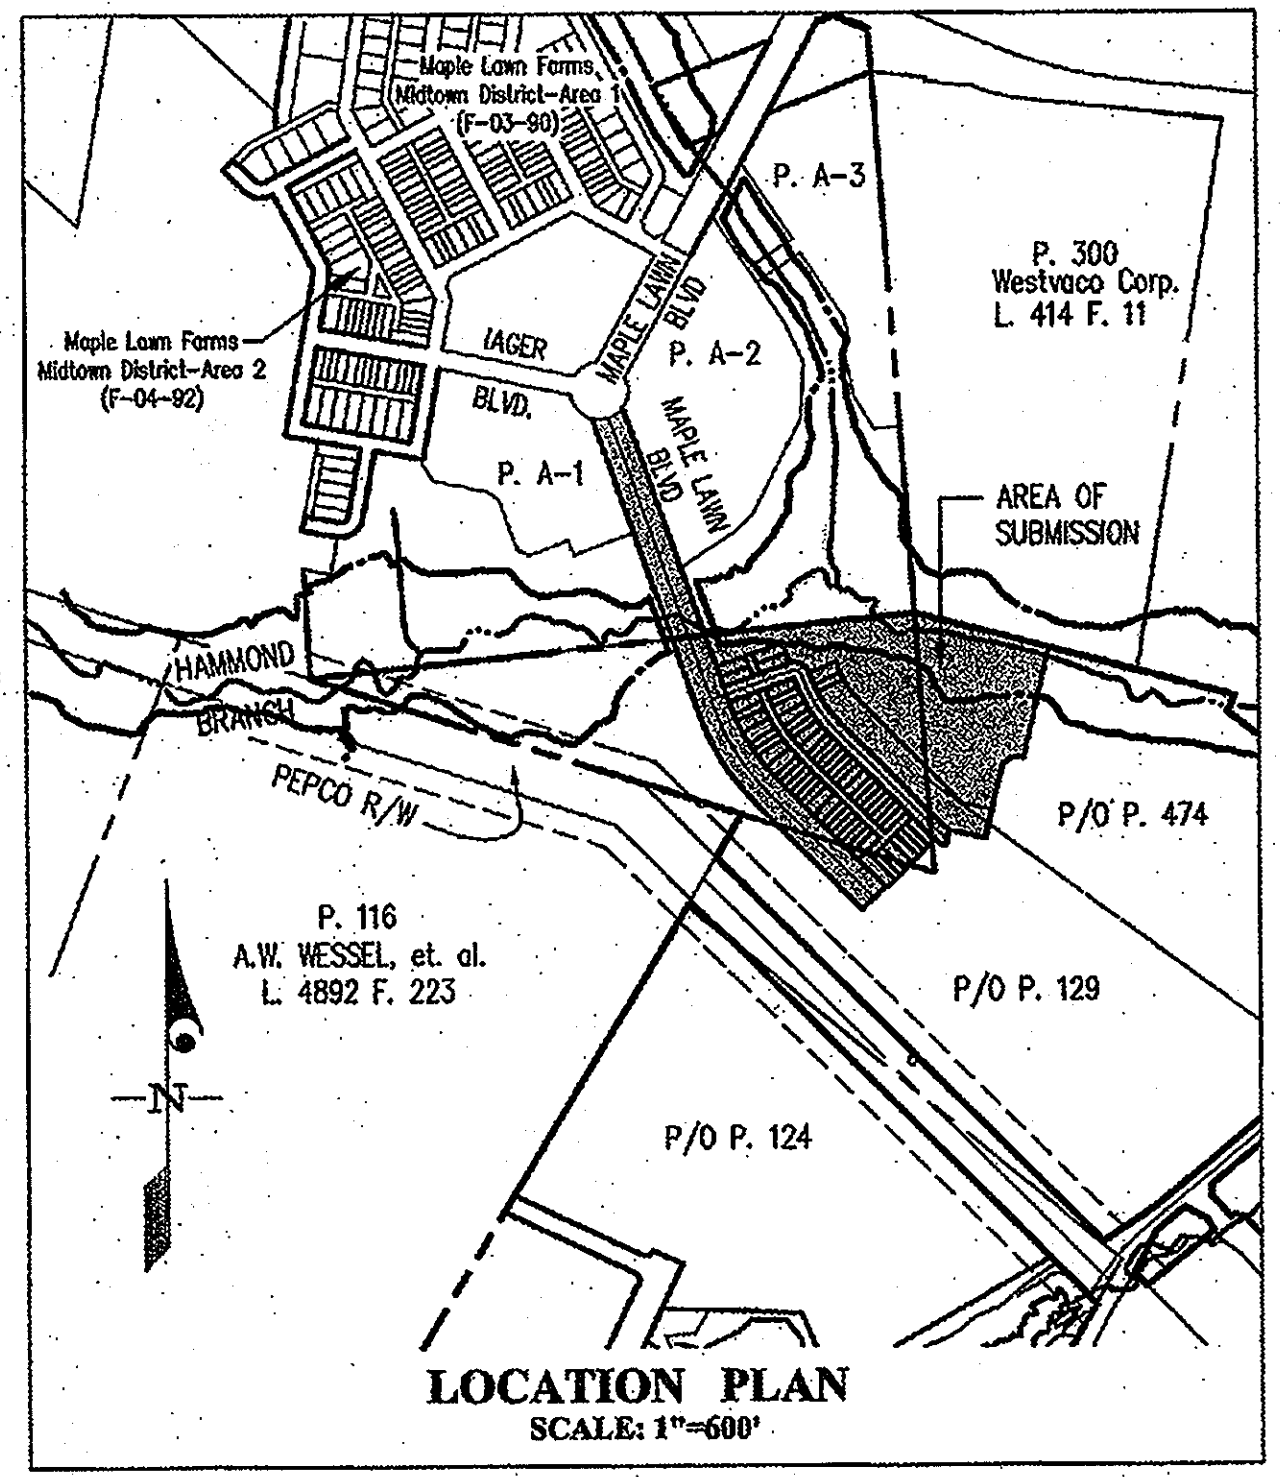 Maple Lawn Farms
Midtown District-Area 1
(F-03-90)
P. A-3
P. 300
Westvaco Corp.
L. 414 F. 11
MAPLE LAWN
BLVD
Maple Lawn Farms
Midtown District-Area 2
(F-04-92)
IAGER
BLVD.
P. A-2
MAPLE LAWN
BLVD
P. A-1
AREA OF
SUBMISSION
HAMMOND
BRANCH
PEPCO R/W
P/O P. 474
P. 116
A.W. WESSEL, et. al.
L. 4892 F. 223
P/O P. 129
N
P/O P. 124
LOCATION PLAN
SCALE: 1"=600'